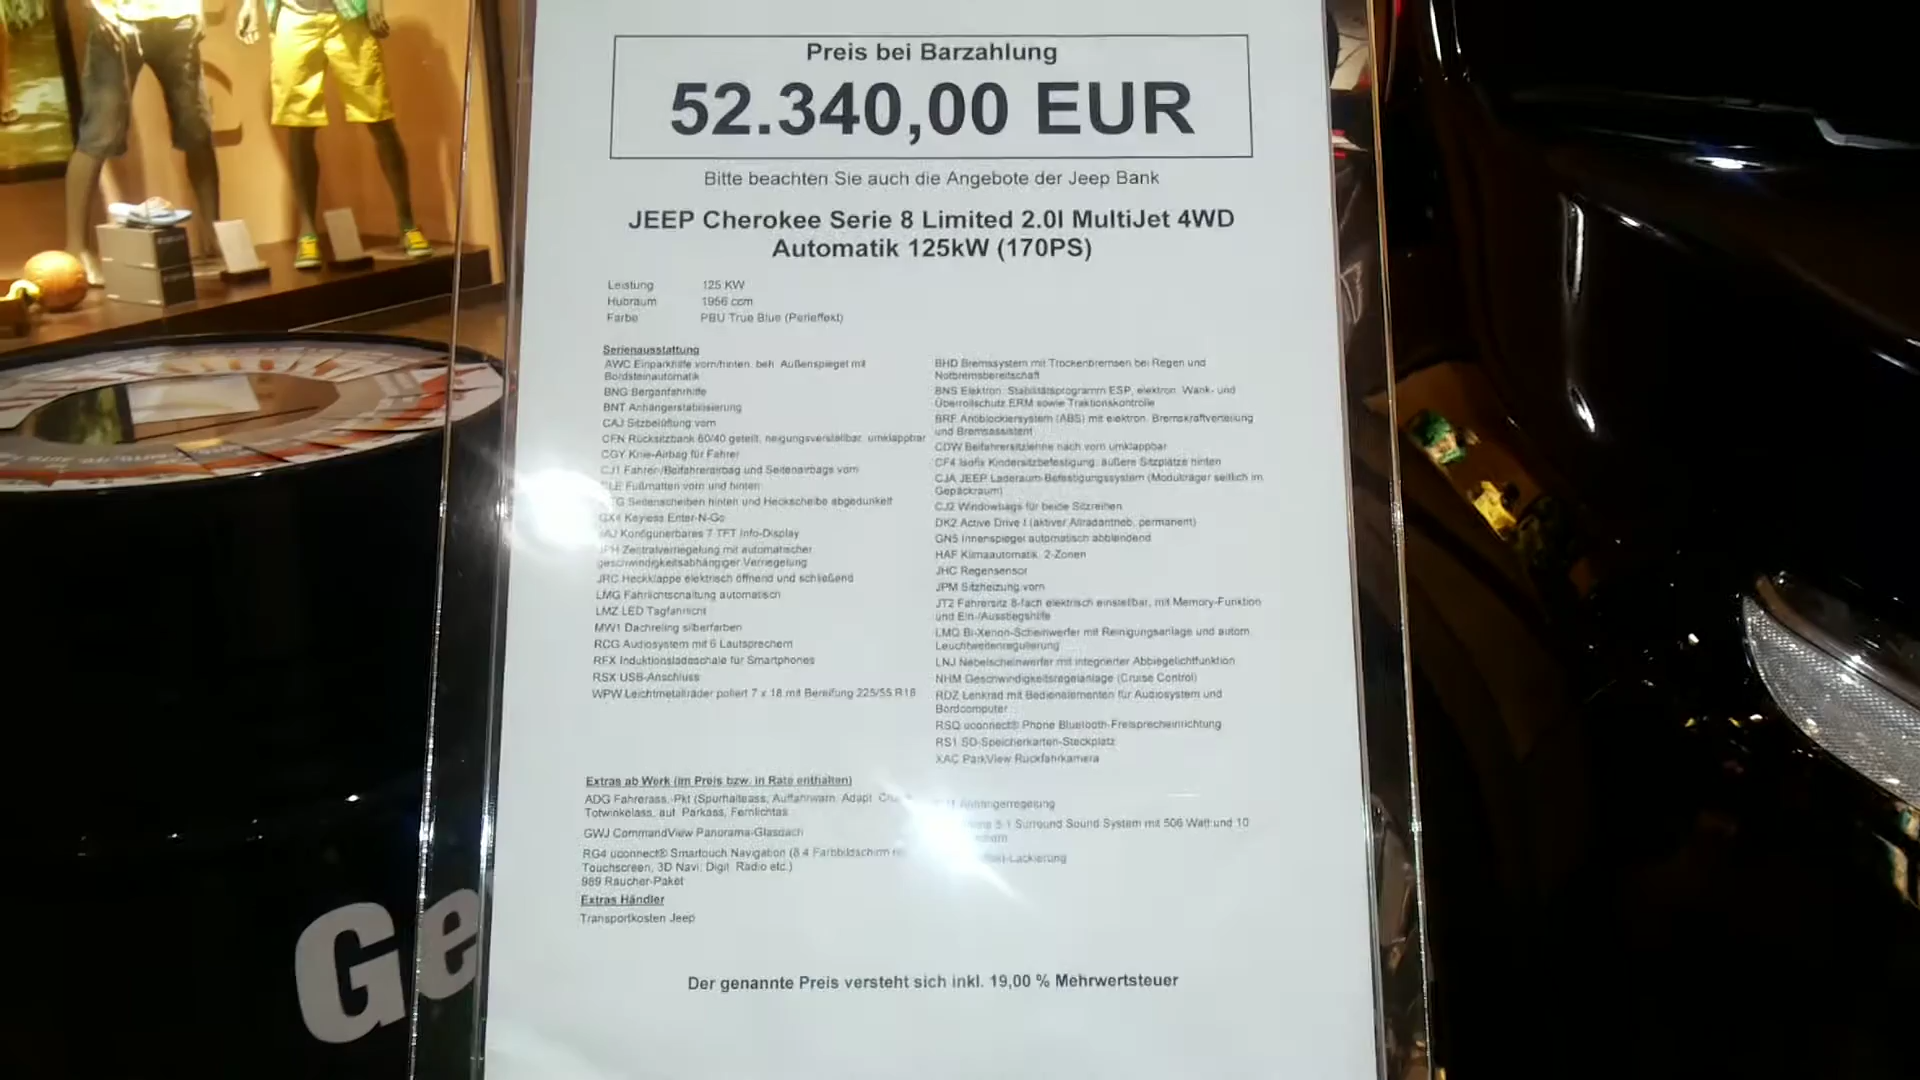 Preis bei Barzahlung
52.340,00 EUR
Bitte beachten Sie auch die Angebote der Jeep Bank
JEEP Cherokee Serie 8 Limited 2.0l MultiJet 4WD
Automatik 125kW (170PS)
Leistung 125 KW
Hubraum 1956 ccm
Farbe PBU True Blue (Perleffekt)
Serienausstattung
AWC Einparkhilfe vorn/hinten, beh. Außenspiegel mit
Bordsteinautomatik
BNG Berganfahrhilfe
BNT Anhängerstabilisierung
CAJ Sitzbelüftung vorn
CFN Rücksitzbank 60/40 geteilt, neigungsverstellbar, umklappbar
CGY Knie-Airbag für Fahrer
CJ1 Fahrer-/Beifahrerairbag und Seitenairbags vorn
CLE Fußmatten vorn und hinten
Seitenscheiben hinten und Heckscheibe abgedunkelt
GX4 Keyless Enter-N-Go
Konfigurierbares 7 TFT Info-Display
JPH Zentralverriegelung mit automatischer
geschwindigkeitsabhängiger Verriegelung
JRC Heckklappe elektrisch öffnend und schließend
LMG Fahrlichtschaltung automatisch
LMZ LED Tagfahrlicht
MW1 Dachreling silberfarben
RCG Audiosystem mit 6 Lautsprechern
RFX Induktionsladeschale für Smartphones
RSX USB-Anschluss
WPW Leichtmetallräder poliert 7 x 18 mit Bereifung 225/55 R18
BHD Bremssystem mit Trockenbremsen bei Regen und
Notbremsbereitschaft
BNS Elektron. Stabilitätsprogramm ESP, elektron. Wank- und
Überrollschutz ERM sowie Traktionskontrolle
BRF Antiblockiersystem (ABS) mit elektron. Bremskraftverteilung
und Bremsassistent
CDW Beifahrersitzlehne nach vorn umklappbar
CF4 Isofix Kindersitzbefestigung, äußere Sitzplätze hinten
CJA JEEP Laderaum-Befestigungssystem (Modulträger seitlich im
Gepäckraum)
CJ2 Windowbags für beide Sitzreihen
DK2 Active Drive I (aktiver Allradantrieb, permanent)
GN5 Innenspiegel automatisch abblendend
HAF Klimaautomatik, 2-Zonen
JHC Regensensor
JPM Sitzheizung vorn
JT2 Fahrersitz 8-fach elektrisch einstellbar, mit Memory-Funktion
und Ein-/Ausstiegshilfe
LMQ Bi-Xenon-Scheinwerfer mit Reinigungsanlage und autom.
Leuchtweitenregulierung
LNJ Nebelscheinwerfer mit integrierter Abbiegelichtfunktion
NHM Geschwindigkeitsregelanlage (Cruise Control)
RDZ Lenkrad mit Bedienelementen für Audiosystem und
Bordcomputer
RSQ uconnect® Phone Bluetooth-Freisprecheinrichtung
RS1 SD-Speicherkarten-Steckplatz
XAC ParkView Rückfahrkamera
Extras ab Werk (im Preis bzw. in Rate enthalten)
ADG Fahrerass.-Pkt (Spurhalteass, Auffahrwarn. Adapt.
Totwinkelass, aut. Parkass, Fernlichtas
GWJ CommandView Panorama-Glasdach
RG4 uconnect® Smartouch Navigation (8.4 Farbbildschirm
Touchscreen, 3D Navi, Digit. Radio etc.)
989 Raucher-Paket
5.1 Surround Sound System mit 506 Watt und 10
-Lackierung
Extras Händler
Transportkosten Jeep
Der genannte Preis versteht sich inkl. 19,00 % Mehrwertsteuer
Ge